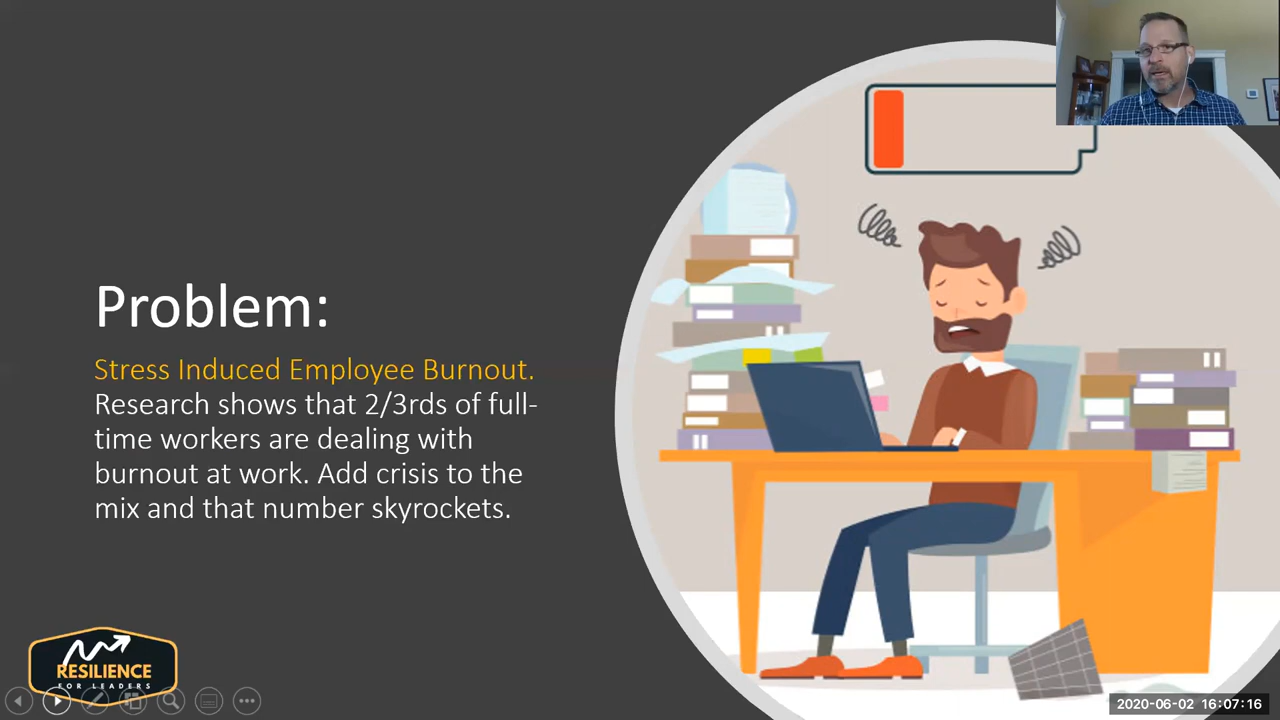 Problem:
Stress Induced Employee Burnout.
Research shows that 2/3rds of full-
time workers are dealing with
burnout at work. Add crisis to the
mix and that number skyrockets.
RESILIENCE
FOR LEADERS
2020-06-02 16:07:16